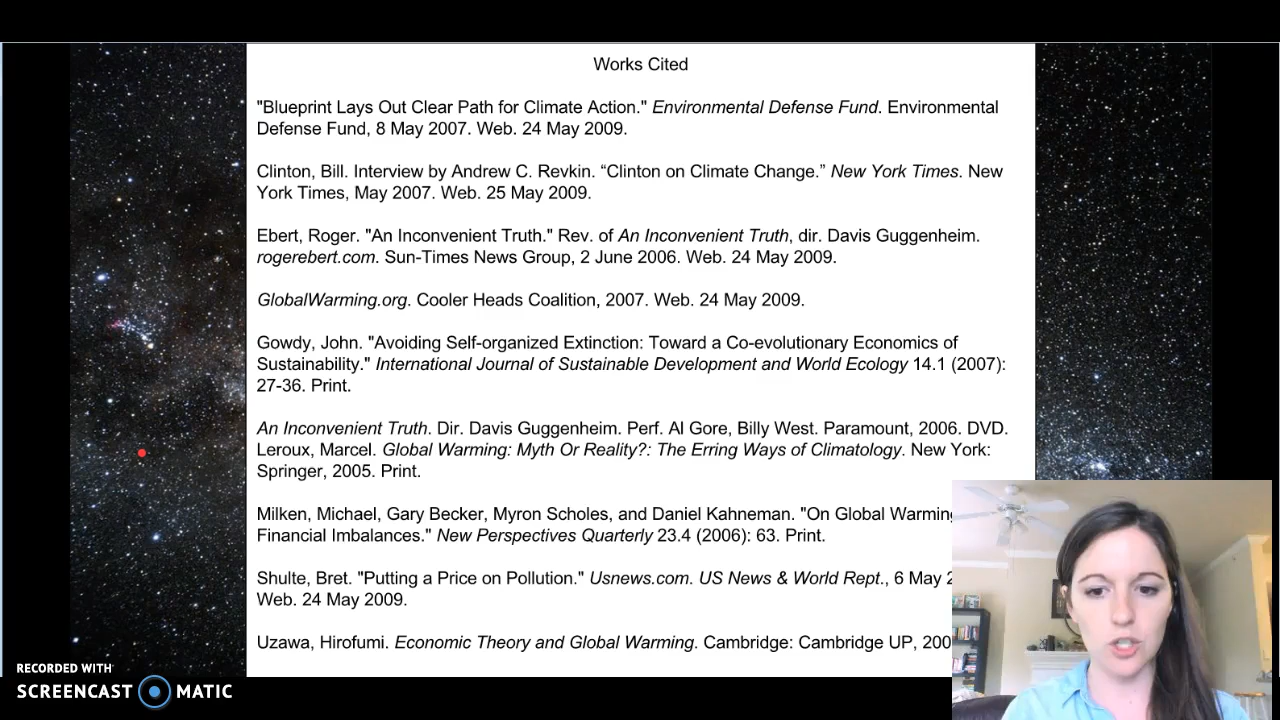 Works Cited
"Blueprint Lays Out Clear Path for Climate Action." Environmental Defense Fund. Environmental
Defense Fund, 8 May 2007. Web. 24 May 2009.
Clinton, Bill. Interview by Andrew C. Revkin. “Clinton on Climate Change.” New York Times. New
York Times, May 2007. Web. 25 May 2009.
Ebert, Roger. "An Inconvenient Truth." Rev. of An Inconvenient Truth, dir. Davis Guggenheim.
rogerebert.com. Sun-Times News Group, 2 June 2006. Web. 24 May 2009.
GlobalWarming.org. Cooler Heads Coalition, 2007. Web. 24 May 2009.
Gowdy, John. "Avoiding Self-organized Extinction: Toward a Co-evolutionary Economics of
Sustainability." International Journal of Sustainable Development and World Ecology 14.1 (2007):
27-36. Print.
An Inconvenient Truth. Dir. Davis Guggenheim. Perf. Al Gore, Billy West. Paramount, 2006. DVD.
Leroux, Marcel. Global Warming: Myth Or Reality?: The Erring Ways of Climatology. New York:
Springer, 2005. Print.
Milken, Michael, Gary Becker, Myron Scholes, and Daniel Kahneman. "On Global Warming
Financial Imbalances." New Perspectives Quarterly 23.4 (2006): 63. Print.
Shulte, Bret. "Putting a Price on Pollution." Usnews.com. US News & World Rept., 6 May
Web. 24 May 2009.
Uzawa, Hirofumi. Economic Theory and Global Warming. Cambridge: Cambridge UP,
RECORDED WITH
SCREENCAST MATIC